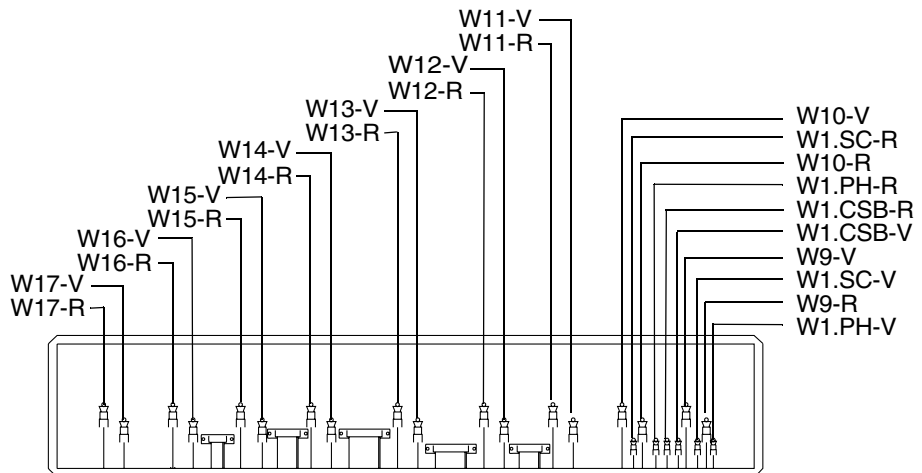 W11-V
W11-R
W12-V
W12-R
W13-V
W13-R
W14-V
W14-R
W15-V
W15-R
W16-V
W16-R
W17-V
W17-R
W10-V
W1.SC-R
W10-R
W1.PH-R
W1.CSB-R
W1.CSB-V
W9-V
W1.SC-V
W9-R
W1.PH-V